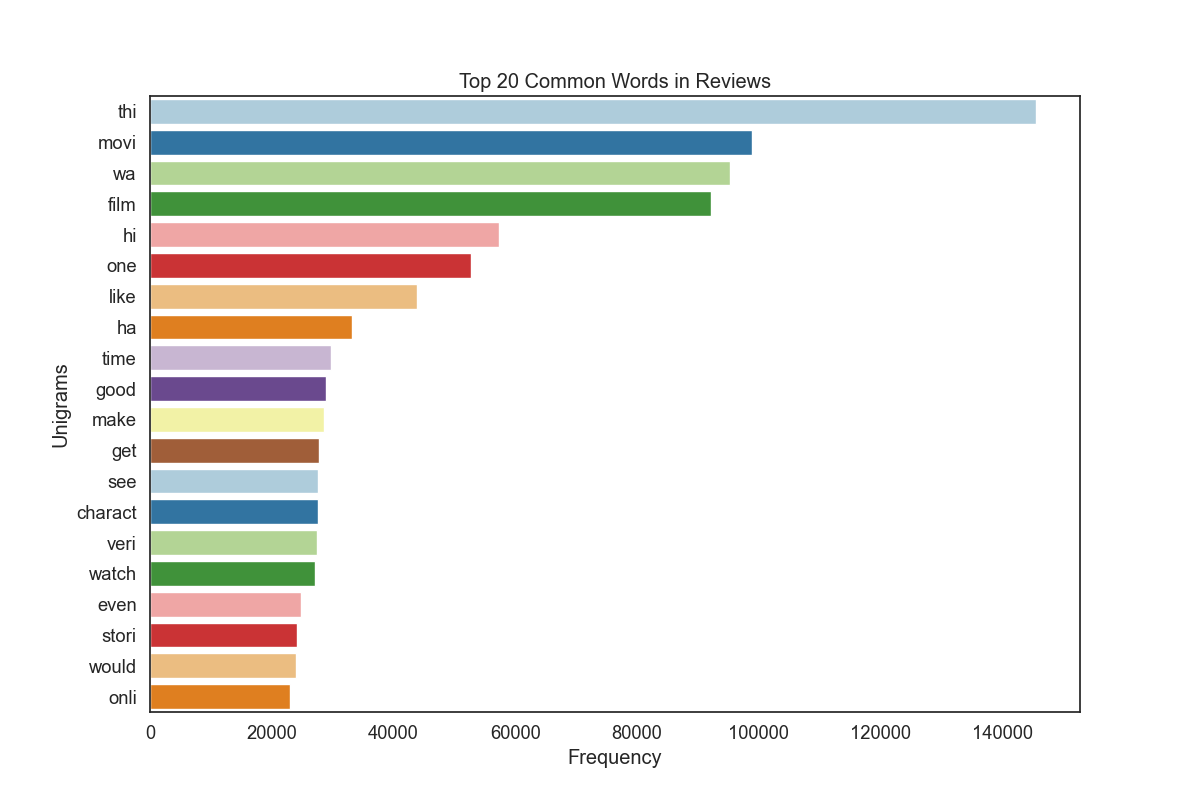 Top 20 Common Words in Reviews
thi
movi
wa
film
hi
one
like
ha
time
good
make
get
see
charact
veri
watch
even
stori
would
onli
Unigrams
0 20000 40000 60000 80000 100000 120000 140000
Frequency